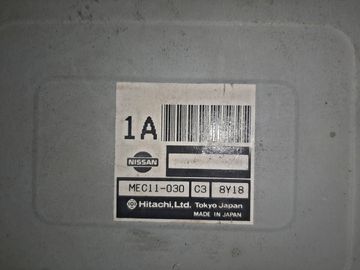 1A
NISSAN
MEC11-030 C3 8Y18
Hitachi, Ltd. Tokyo Japan
MADE IN JAPAN